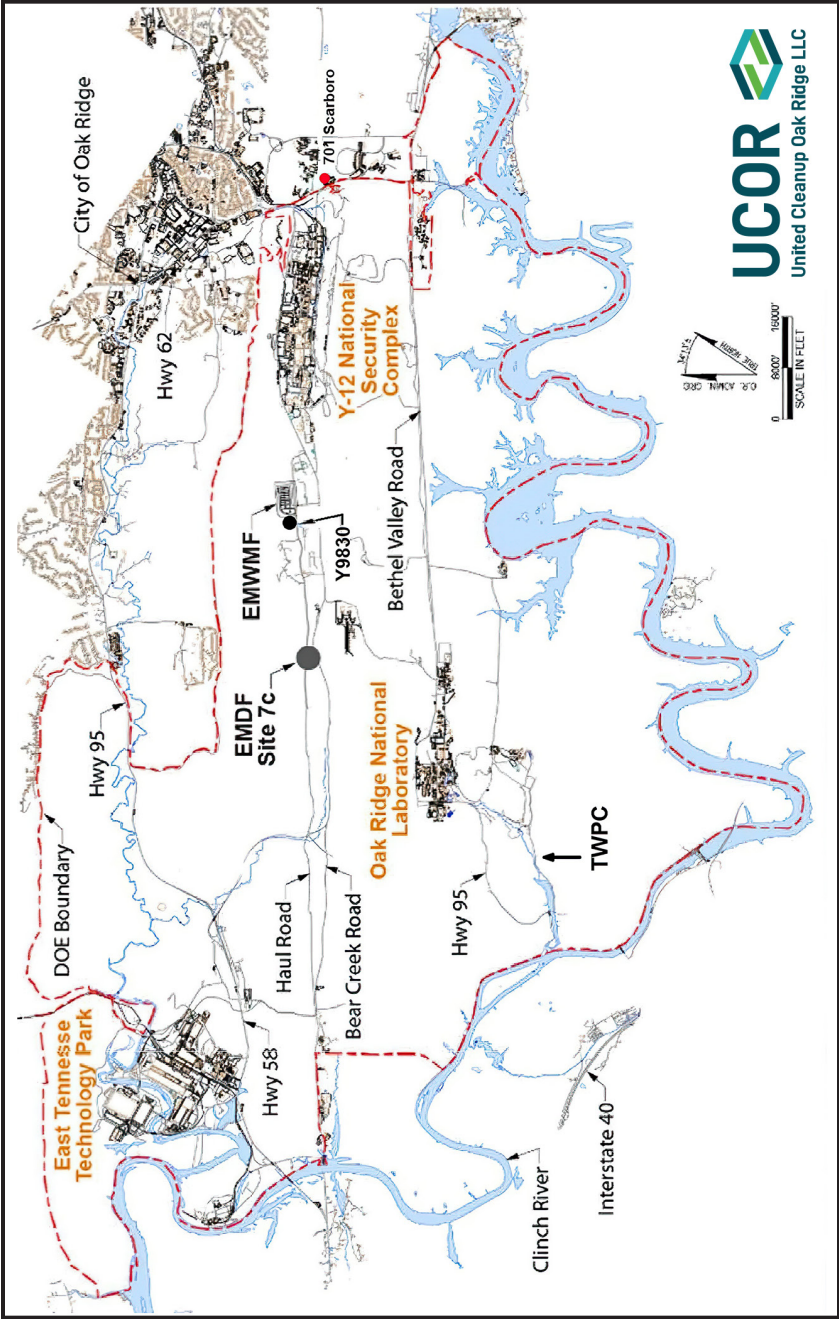 City of Oak Ridge
Hwy 62
701 Scarboro
Y-12 National
Security
Complex
EMWMF
Y9830
Bethel Valley Road
EMDF
Site 7c
Hwy 95
DOE Boundary
Oak Ridge National
Laboratory
TWPC
Hwy 95
Haul Road
Bear Creek Road
East Tennesse
Technology Park
Hwy 58
Interstate 40
Clinch River
UCOR
United Cleanup Oak Ridge LLC
O.R. ADMIN. GRID
TRUE NORTH
0 8000' 16000'
SCALE IN FEET